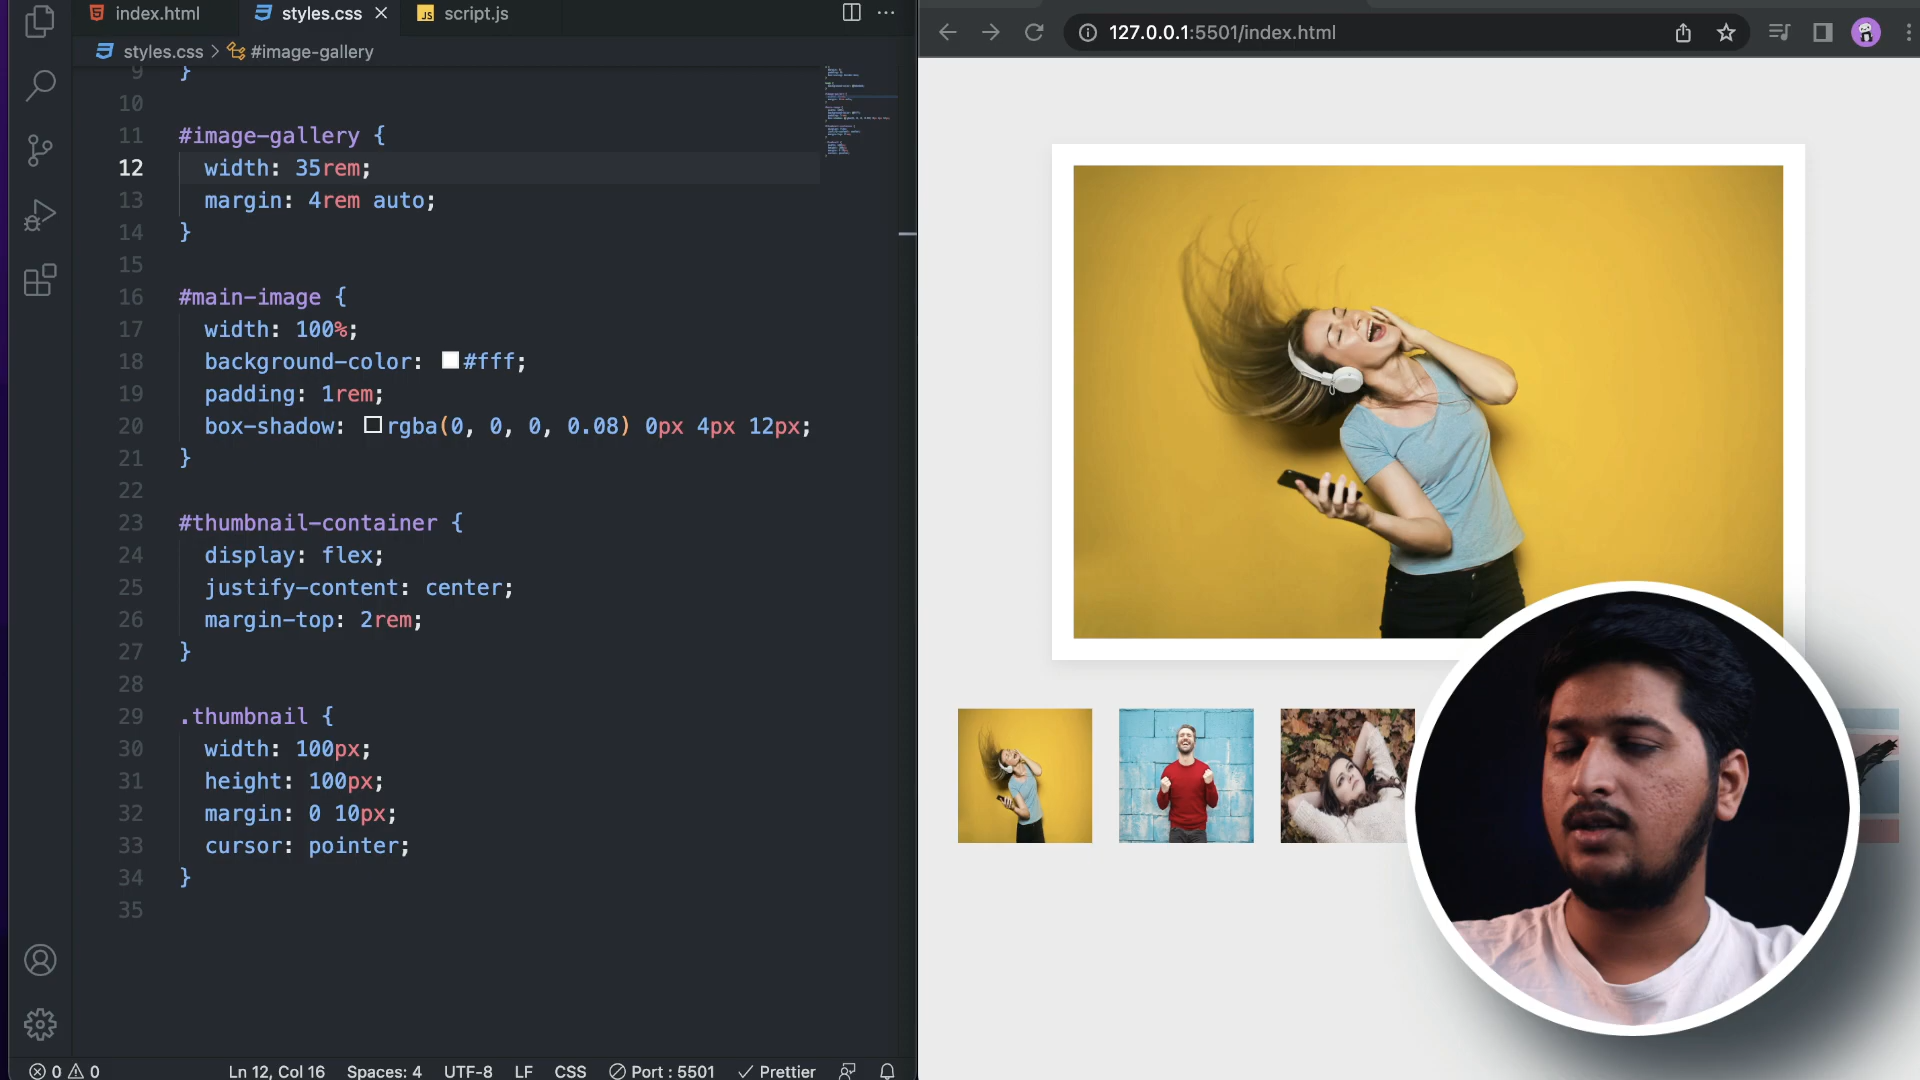 index.html
styles.css
script.js
127.0.0.1:5501/index.html
styles.css > #image-gallery
9 }
10
11 #image-gallery {
12 width: 35rem;
13 margin: 4rem auto;
14 }
15
16 #main-image {
17 width: 100%;
18 background-color: #fff;
19 padding: 1rem;
20 box-shadow: rgba(0, 0, 0, 0.08) 0px 4px 12px;
21 }
22
23 #thumbnail-container {
24 display: flex;
25 justify-content: center;
26 margin-top: 2rem;
27 }
28
29 .thumbnail {
30 width: 100px;
31 height: 100px;
32 margin: 0 10px;
33 cursor: pointer;
34 }
35
0 0 Ln 12, Col 16 Spaces: 4 UTF-8 LF CSS Port : 5501 Prettier